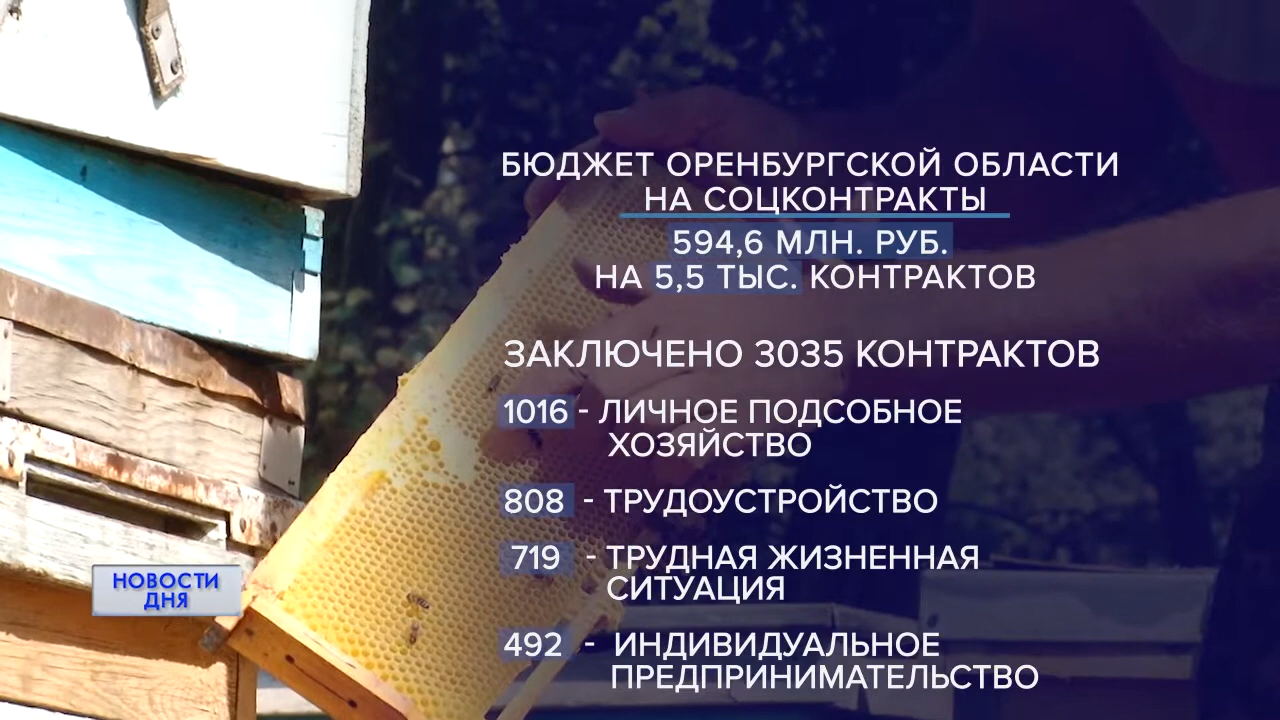 БЮДЖЕТ ОРЕНБУРГСКОЙ ОБЛАСТИ
НА СОЦКОНТРАКТЫ
594,6 МЛН. РУБ.
НА 5,5 ТЫС. КОНТРАКТОВ
ЗАКЛЮЧЕНО 3035 КОНТРАКТОВ
1016 - ЛИЧНОЕ ПОДСОБНОЕ
ХОЗЯЙСТВО
808 - ТРУДОУСТРОЙСТВО
719 - ТРУДНАЯ ЖИЗНЕННАЯ
СИТУАЦИЯ
492 - ИНДИВИДУАЛЬНОЕ
ПРЕДПРИНИМАТЕЛЬСТВО
НОВОСТИ
ДНЯ